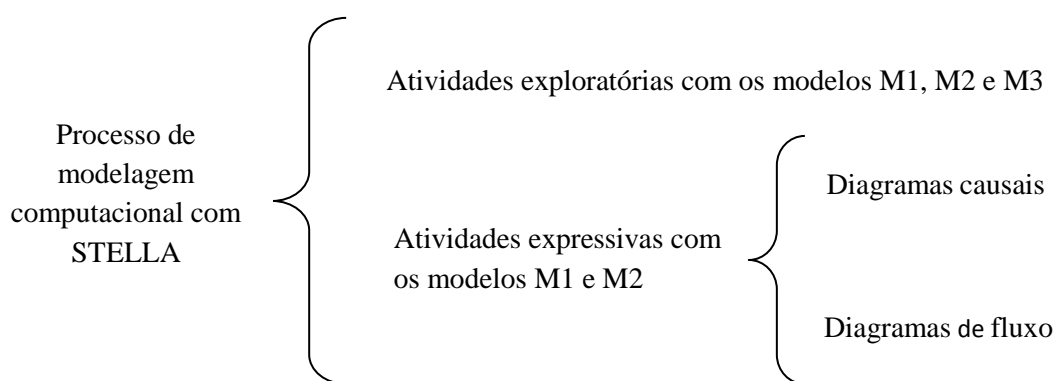 Processo de
modelagem
computacional com
STELLA
Atividades exploratórias com os modelos M1, M2 e M3
Atividades expressivas com
os modelos M1 e M2
Diagramas causais
Diagramas de fluxo